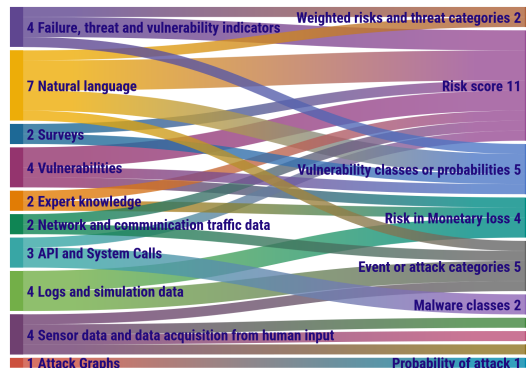 4 Failure, threat and vulnerability indicators
Weighted risks and threat categories 2
7 Natural language
Risk score 11
2 Surveys
4 Vulnerabilities
Vulnerability classes or probabilities 5
2 Expert knowledge
Risk in Monetary loss 4
2 Network and communication traffic data
3 API and System Calls
Event or attack categories 5
4 Logs and simulation data
Malware classes 2
4 Sensor data and data acquisition from human input
1 Attack Graphs
Probability of attack 1